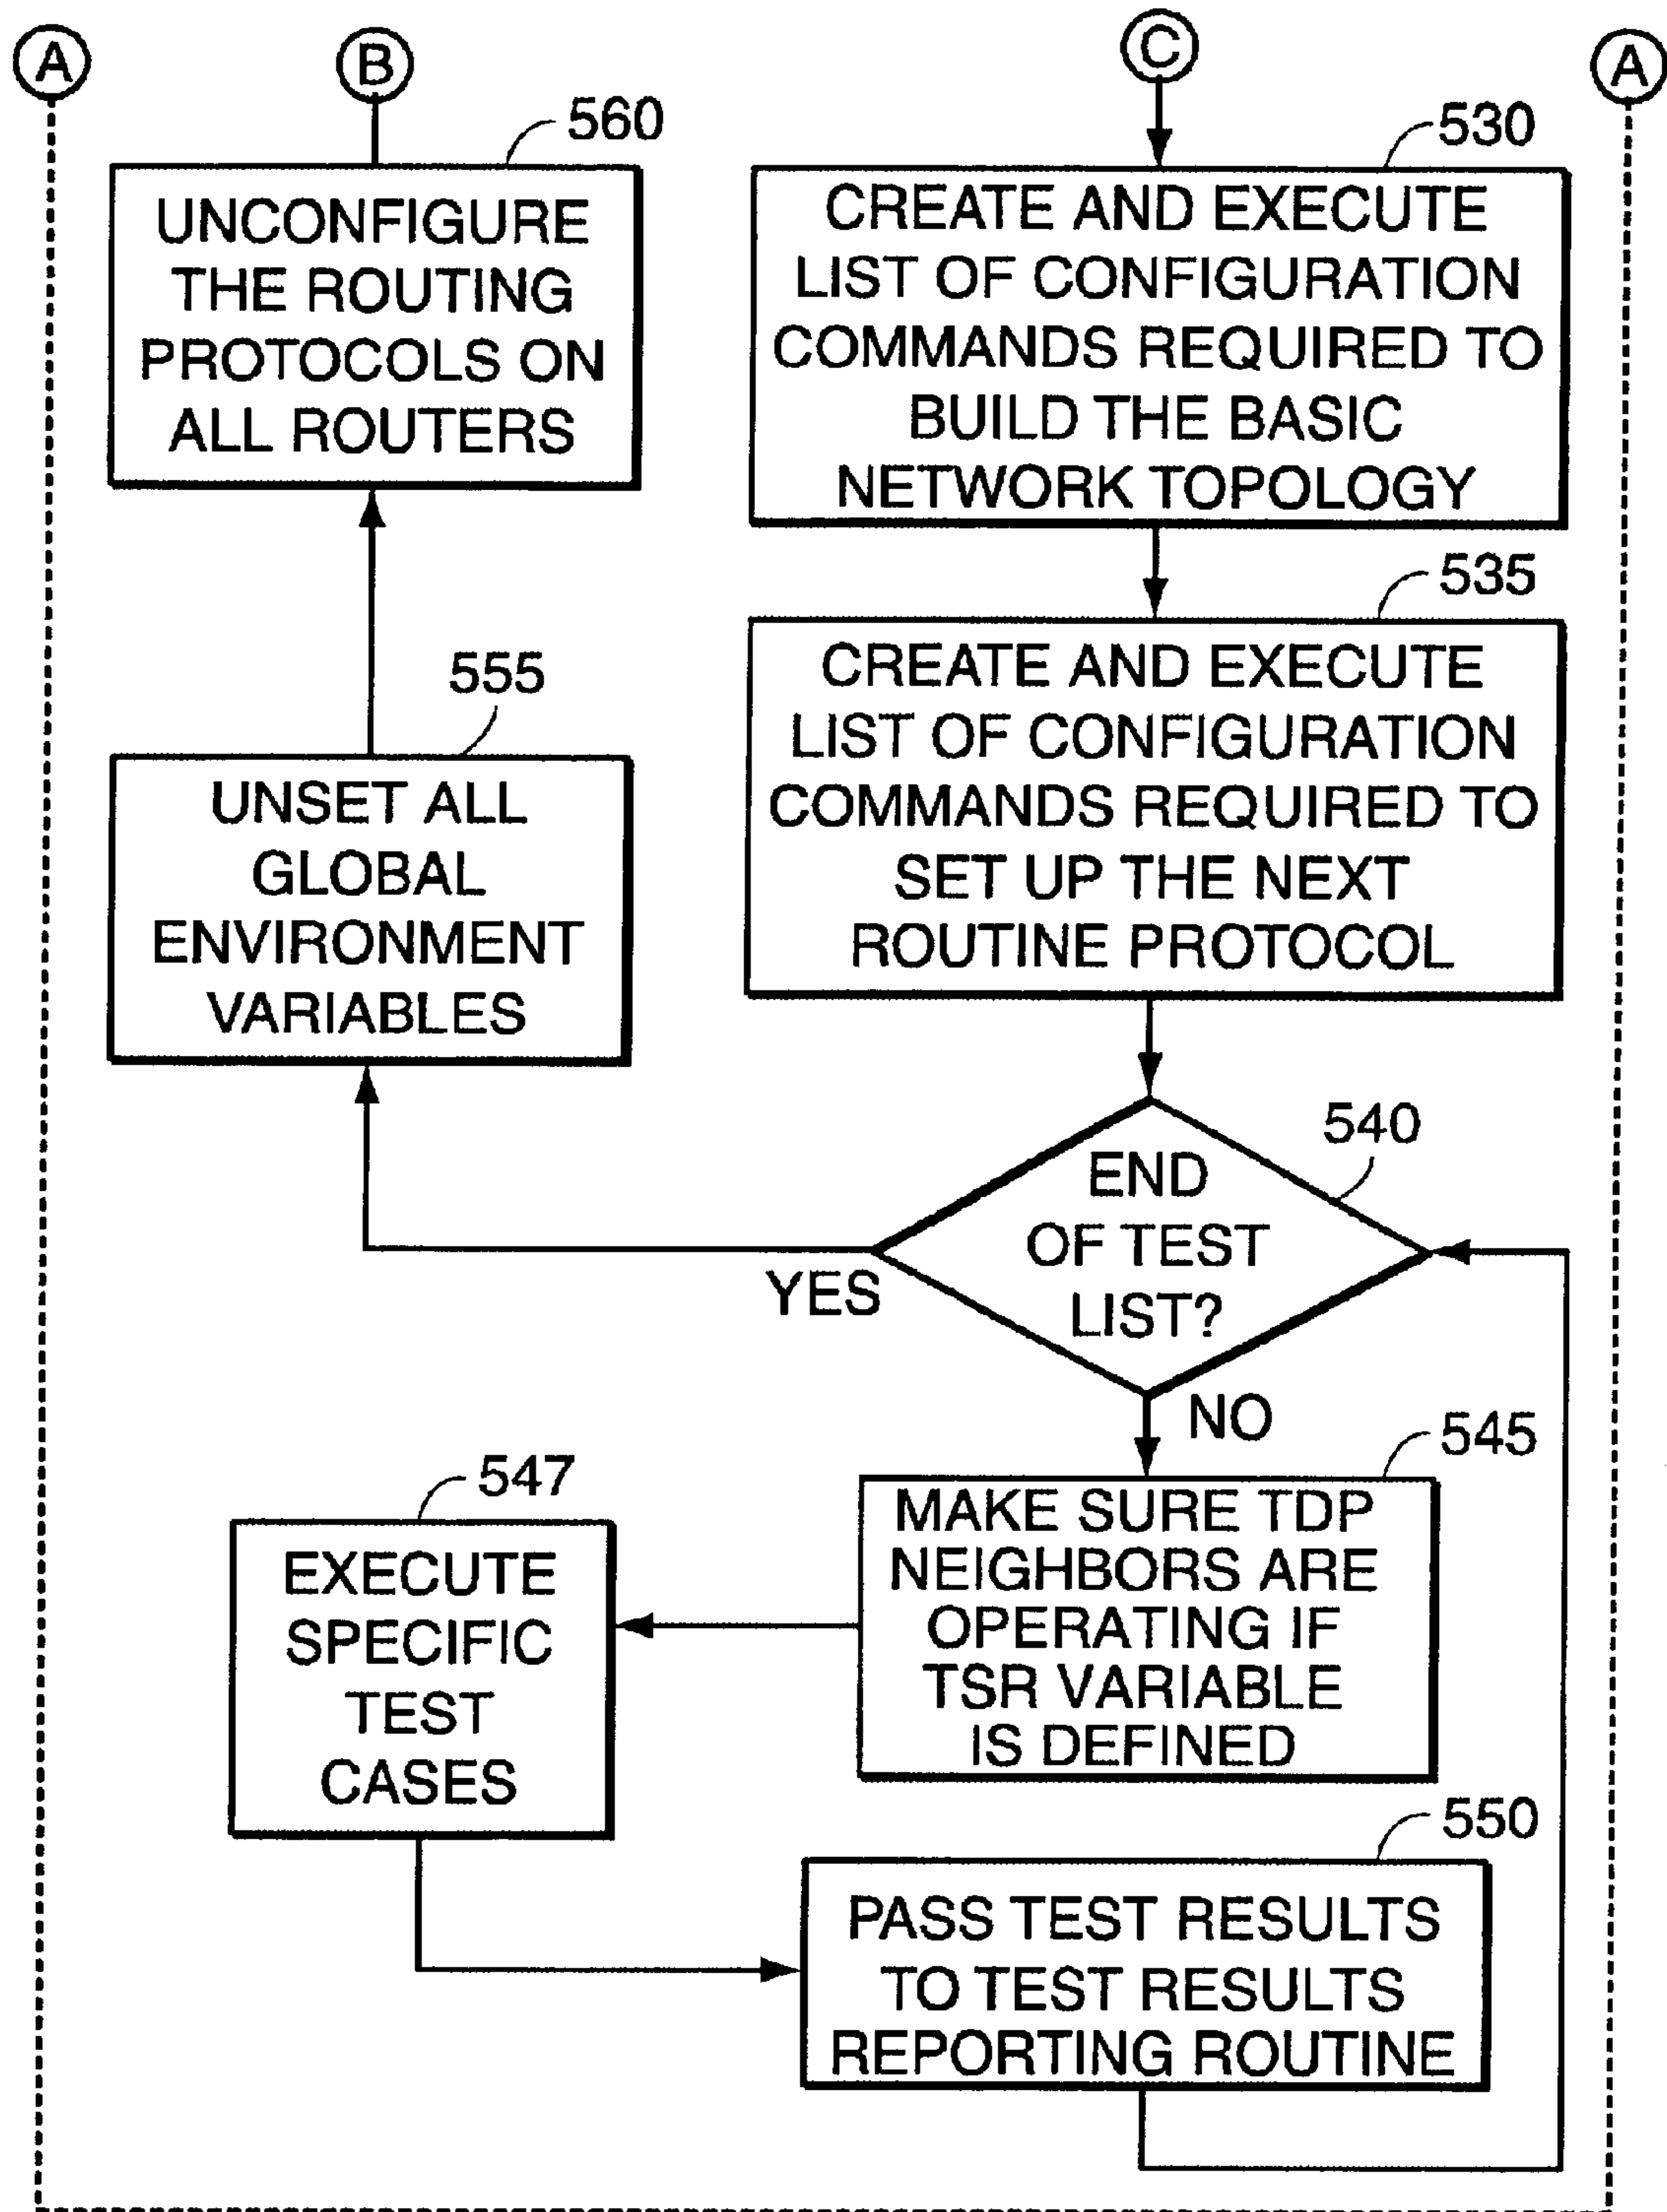 A
B
C
A
560
UNCONFIGURE
THE ROUTING
PROTOCOLS ON
ALL ROUTERS
530
CREATE AND EXECUTE
LIST OF CONFIGURATION
COMMANDS REQUIRED TO
BUILD THE BASIC
NETWORK TOPOLOGY
535
CREATE AND EXECUTE
LIST OF CONFIGURATION
COMMANDS REQUIRED TO
SET UP THE NEXT
ROUTINE PROTOCOL
555
UNSET ALL
GLOBAL
ENVIRONMENT
VARIABLES
540
END
OF TEST
LIST?
YES
NO
545
MAKE SURE TDP
NEIGHBORS ARE
OPERATING IF
TSR VARIABLE
IS DEFINED
547
EXECUTE
SPECIFIC
TEST
CASES
550
PASS TEST RESULTS
TO TEST RESULTS
REPORTING ROUTINE